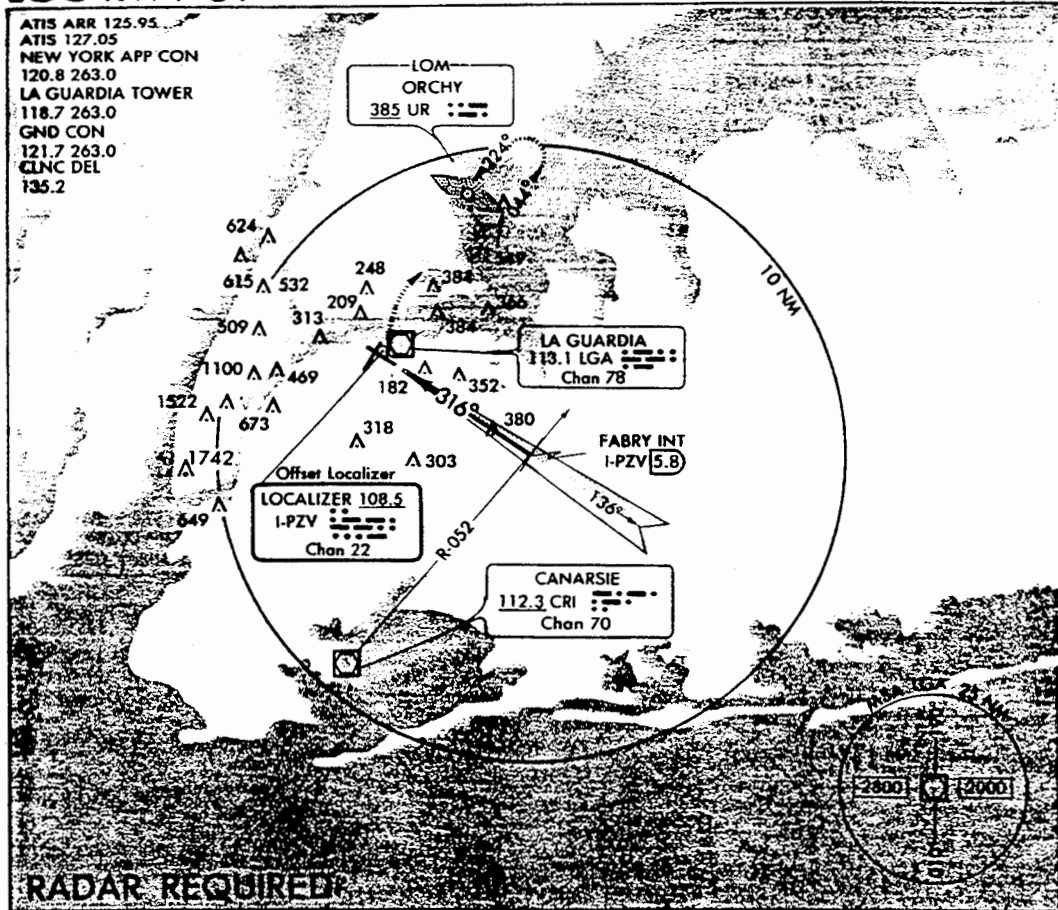 ATIS ARR 125.95
ATIS 127.05
NEW YORK APP CON
120.8 263.0
LA GUARDIA TOWER
118.7 263.0
GND CON
121.7 263.0
CLNC DEL
135.2
LOM
ORCHY
385 UR
224°
044°
10 NM
624
615
532
248
384
209
366
509
313
384
LA GUARDIA
113.1 LGA
Chan 78
1100
469
182
352
1522
673
316°
380
318
FABRY INT
I-PZV 5.8
1742
303
Offset Localizer
LOCALIZER 108.5
I-PZV
Chan 22
649
136°
R-052
CANARSIE
112.3 CRI
Chan 70
LGA 25 NM
2800
2000
RADAR REQUIRED